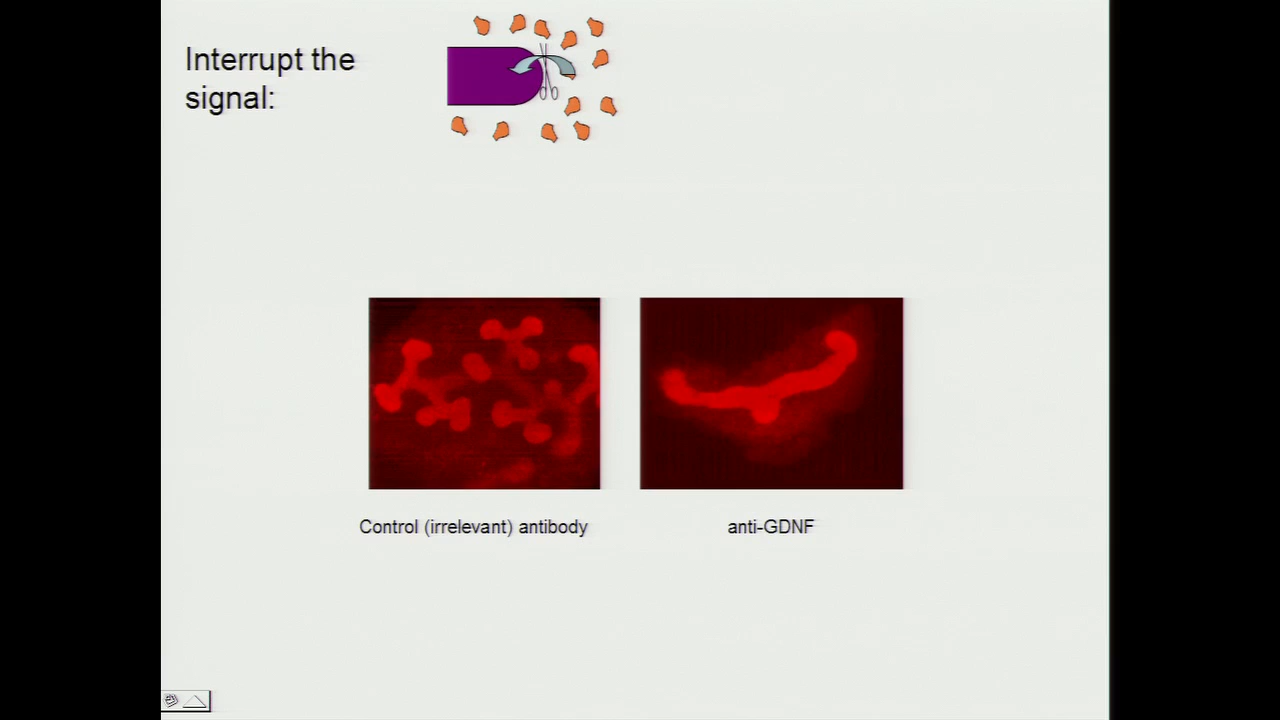 Interrupt the
signal:
Control (irrelevant) antibody
anti-GDNF